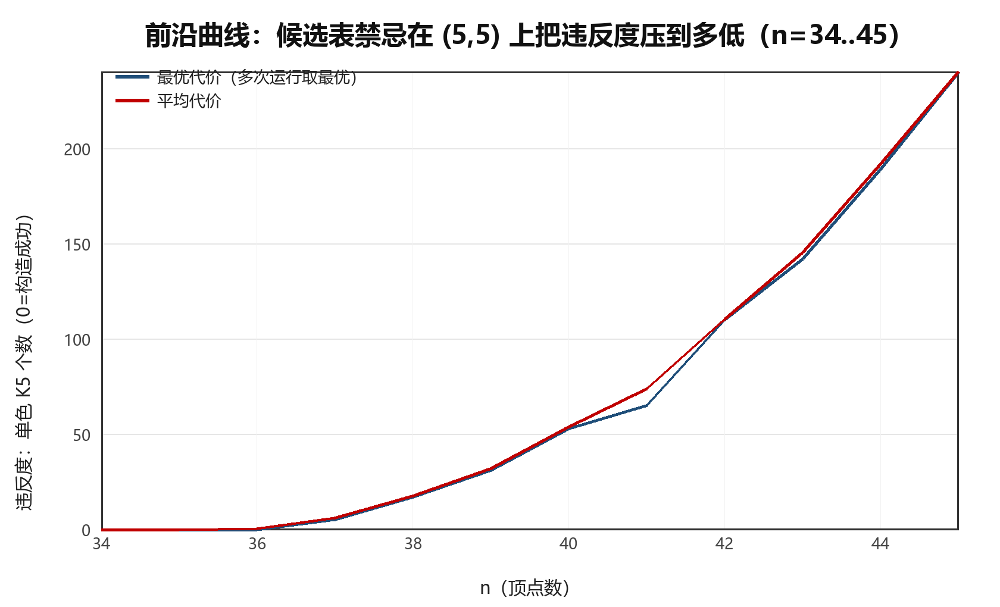 前沿曲线：候选表禁忌在 (5,5) 上把违反度压到多低（n=34..45）
最优代价（多次运行取最优）
平均代价
违反度：单色 K5 个数（0=构造成功）
200
150
100
50
0
34
36
38
40
42
44
n（顶点数）